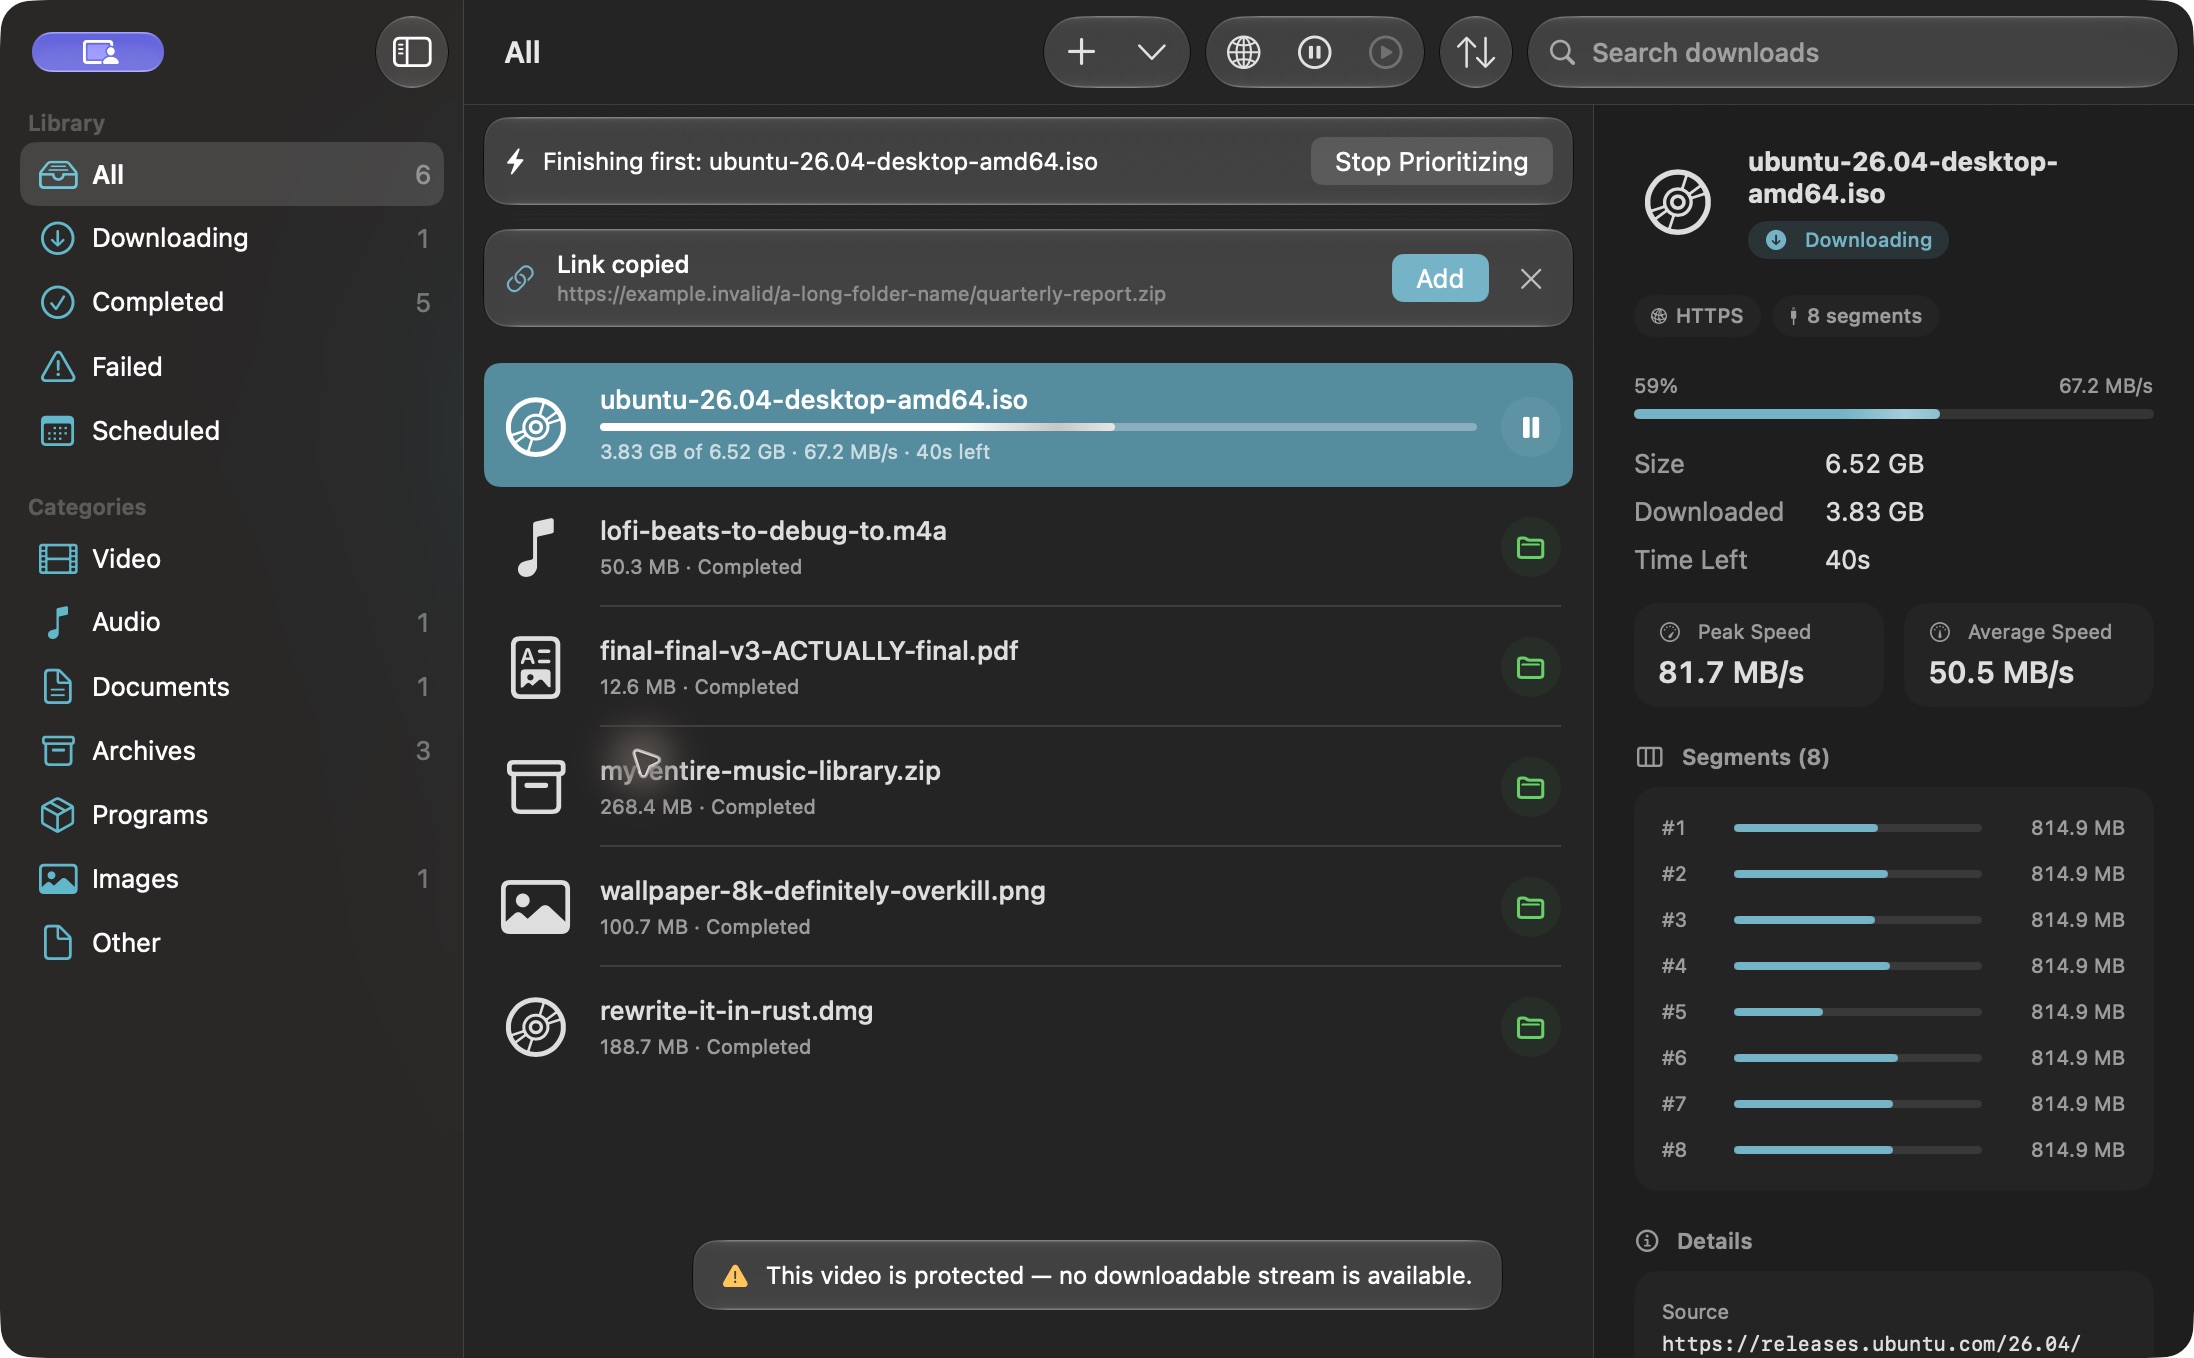 All
Search downloads
Library
All 6
Downloading 1
Completed 5
Failed
Scheduled
Categories
Video
Audio 1
Documents 1
Archives 3
Programs
Images 1
Other
Finishing first: ubuntu-26.04-desktop-amd64.iso
Stop Prioritizing
Link copied
https://example.invalid/a-long-folder-name/quarterly-report.zip
Add
ubuntu-26.04-desktop-amd64.iso
3.83 GB of 6.52 GB · 67.2 MB/s · 40s left
lofi-beats-to-debug-to.m4a
50.3 MB · Completed
final-final-v3-ACTUALLY-final.pdf
12.6 MB · Completed
my-entire-music-library.zip
268.4 MB · Completed
wallpaper-8k-definitely-overkill.png
100.7 MB · Completed
rewrite-it-in-rust.dmg
188.7 MB · Completed
This video is protected — no downloadable stream is available.
ubuntu-26.04-desktop-
amd64.iso
Downloading
HTTPS
8 segments
59% 67.2 MB/s
Size 6.52 GB
Downloaded 3.83 GB
Time Left 40s
Peak Speed
81.7 MB/s
Average Speed
50.5 MB/s
Segments (8)
#1 814.9 MB
#2 814.9 MB
#3 814.9 MB
#4 814.9 MB
#5 814.9 MB
#6 814.9 MB
#7 814.9 MB
#8 814.9 MB
Details
Source
https://releases.ubuntu.com/26.04/